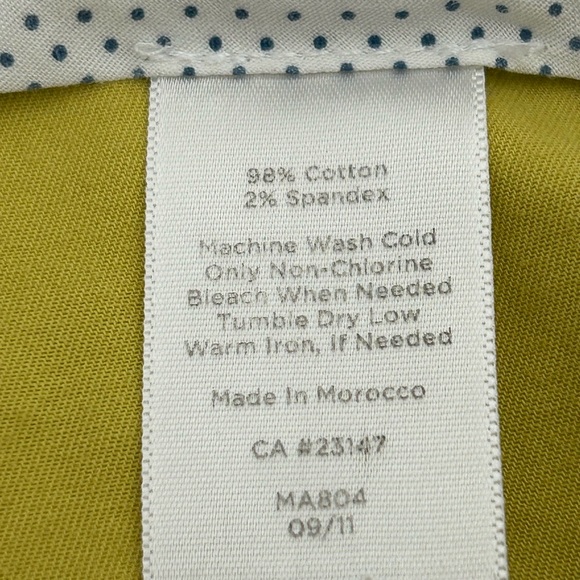 98% Cotton
2% Spandex
Machine Wash Cold
Only Non-Chlorine
Bleach When Needed
Tumble Dry Low
Warm Iron, If Needed
Made In Morocco
CA #23147
MA804
09/11